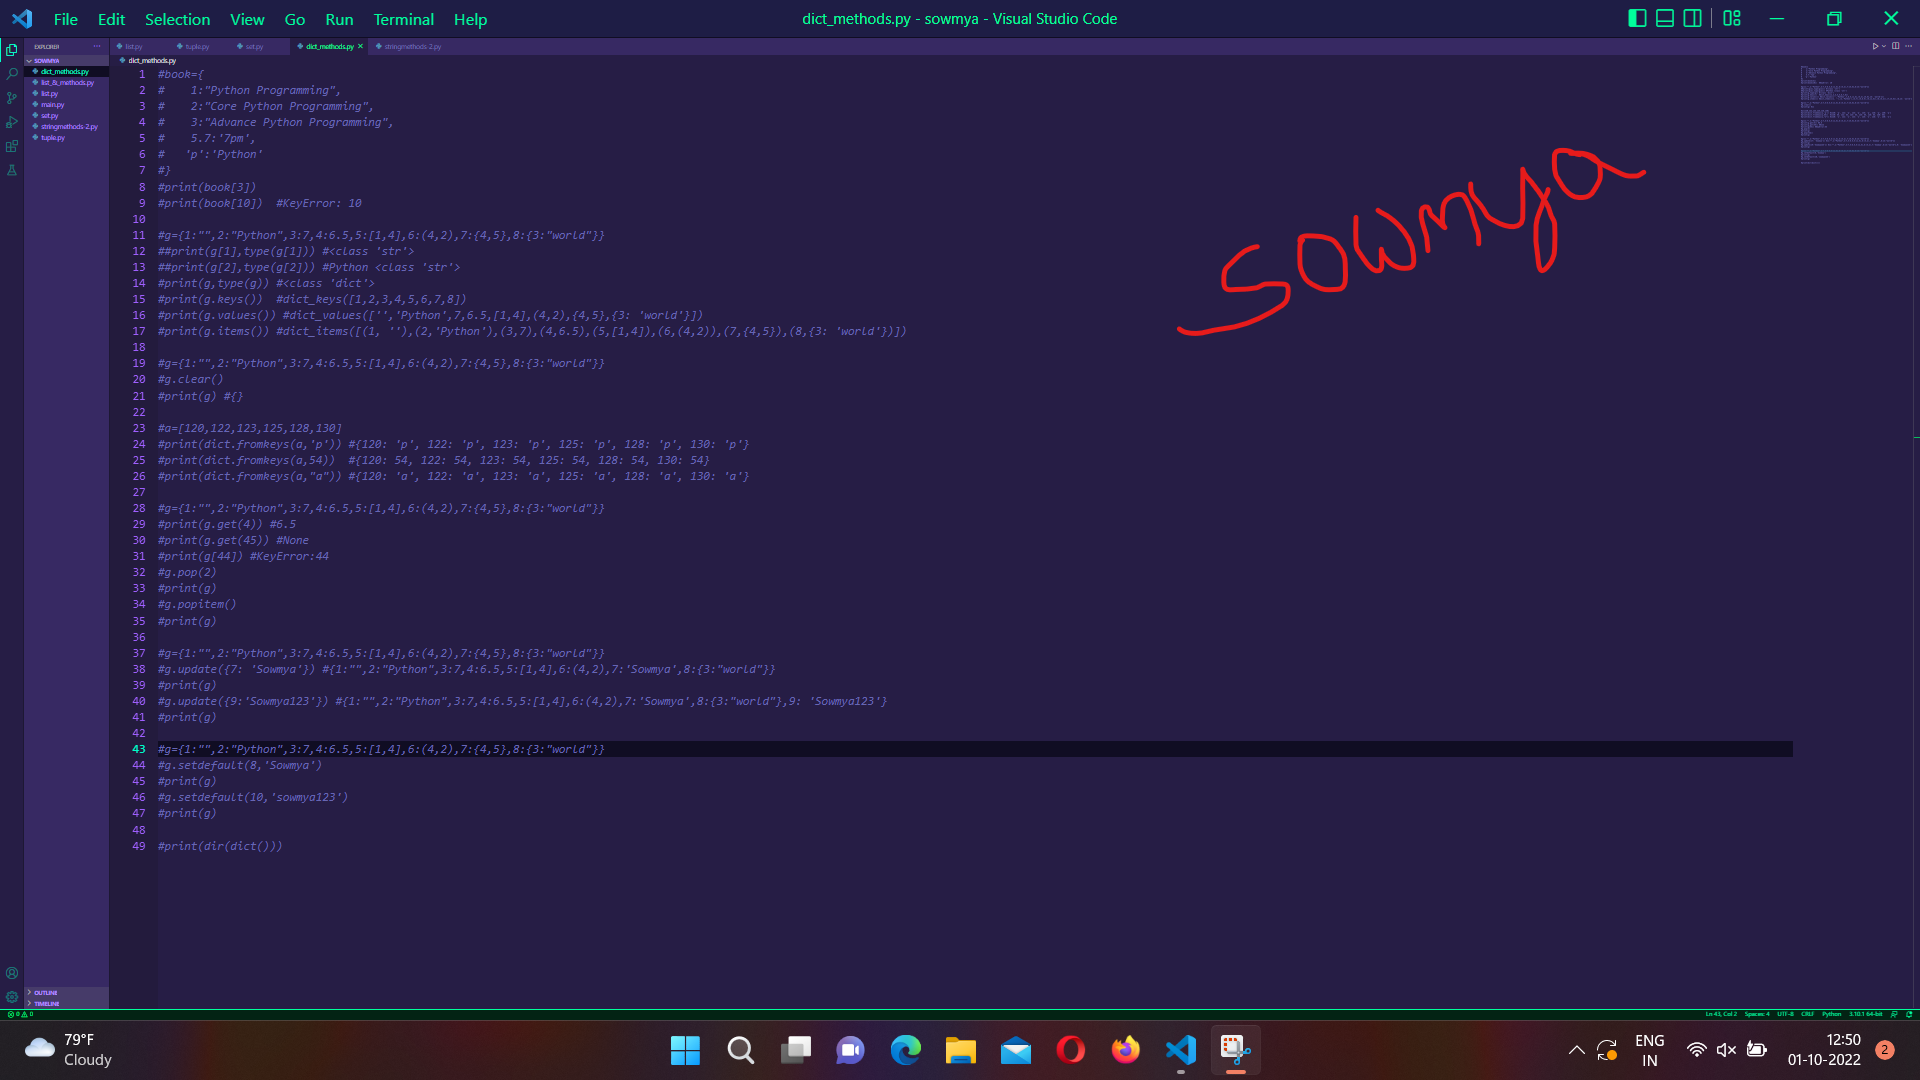 File Edit Selection View Go Run Terminal Help
dict_methods.py - sowmya - Visual Studio Code
EXPLORER
list.py tuple.py set.py dict_methods.py stringmethods-2.py
SOWMYA
dict_methods.py
list_&_methods.py
list.py
main.py
set.py
stringmethods-2.py
tuple.py
OUTLINE
TIMELINE
dict_methods.py
1 #book={
2 #    1:"Python Programming",
3 #    2:"Core Python Programming",
4 #    3:"Advance Python Programming",
5 #    5.7:'7pm',
6 #   'p':'Python'
7 #}
8 #print(book[3])
9 #print(book[10])  #KeyError: 10
10
11 #g={1:"",2:"Python",3:7,4:6.5,5:[1,4],6:(4,2),7:{4,5},8:{3:"world"}}
12 ##print(g[1],type(g[1])) #<class 'str'>
13 ##print(g[2],type(g[2])) #Python <class 'str'>
14 #print(g,type(g)) #<class 'dict'>
15 #print(g.keys())  #dict_keys([1,2,3,4,5,6,7,8])
16 #print(g.values()) #dict_values(['','Python',7,6.5,[1,4],(4,2),{4,5},{3: 'world'}])
17 #print(g.items()) #dict_items([(1, ''),(2,'Python'),(3,7),(4,6.5),(5,[1,4]),(6,(4,2)),(7,{4,5}),(8,{3: 'world'})])
18
19 #g={1:"",2:"Python",3:7,4:6.5,5:[1,4],6:(4,2),7:{4,5},8:{3:"world"}}
20 #g.clear()
21 #print(g) #{}
22
23 #a=[120,122,123,125,128,130]
24 #print(dict.fromkeys(a,'p')) #{120: 'p', 122: 'p', 123: 'p', 125: 'p', 128: 'p', 130: 'p'}
25 #print(dict.fromkeys(a,54))  #{120: 54, 122: 54, 123: 54, 125: 54, 128: 54, 130: 54}
26 #print(dict.fromkeys(a,"a")) #{120: 'a', 122: 'a', 123: 'a', 125: 'a', 128: 'a', 130: 'a'}
27
28 #g={1:"",2:"Python",3:7,4:6.5,5:[1,4],6:(4,2),7:{4,5},8:{3:"world"}}
29 #print(g.get(4)) #6.5
30 #print(g.get(45)) #None
31 #print(g[44]) #KeyError:44
32 #g.pop(2)
33 #print(g)
34 #g.popitem()
35 #print(g)
36
37 #g={1:"",2:"Python",3:7,4:6.5,5:[1,4],6:(4,2),7:{4,5},8:{3:"world"}}
38 #g.update({7: 'Sowmya'}) #{1:"",2:"Python",3:7,4:6.5,5:[1,4],6:(4,2),7:'Sowmya',8:{3:"world"}}
39 #print(g)
40 #g.update({9:'Sowmya123'}) #{1:"",2:"Python",3:7,4:6.5,5:[1,4],6:(4,2),7:'Sowmya',8:{3:"world"},9: 'Sowmya123'}
41 #print(g)
42
43 #g={1:"",2:"Python",3:7,4:6.5,5:[1,4],6:(4,2),7:{4,5},8:{3:"world"}}
44 #g.setdefault(8,'Sowmya')
45 #print(g)
46 #g.setdefault(10,'sowmya123')
47 #print(g)
48
49 #print(dir(dict()))
sowmya
0 0
Ln 43, Col 2 Spaces: 4 UTF-8 CRLF Python 3.10.1 64-bit
79°F
Cloudy
ENG
IN
12:50
01-10-2022
2